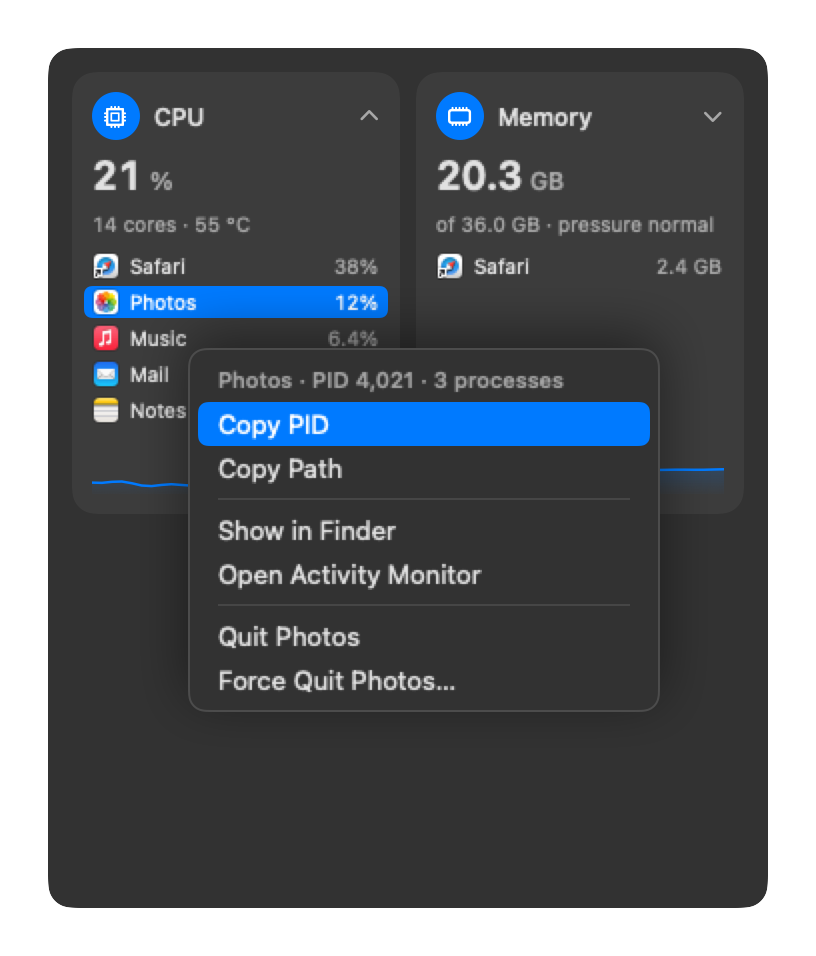 CPU
21 %
14 cores · 55 °C
Safari 38%
Photos 12%
Music 6.4%
Mail
Notes
Memory
20.3 GB
of 36.0 GB · pressure normal
Safari 2.4 GB
Photos · PID 4,021 · 3 processes
Copy PID
Copy Path
Show in Finder
Open Activity Monitor
Quit Photos
Force Quit Photos...